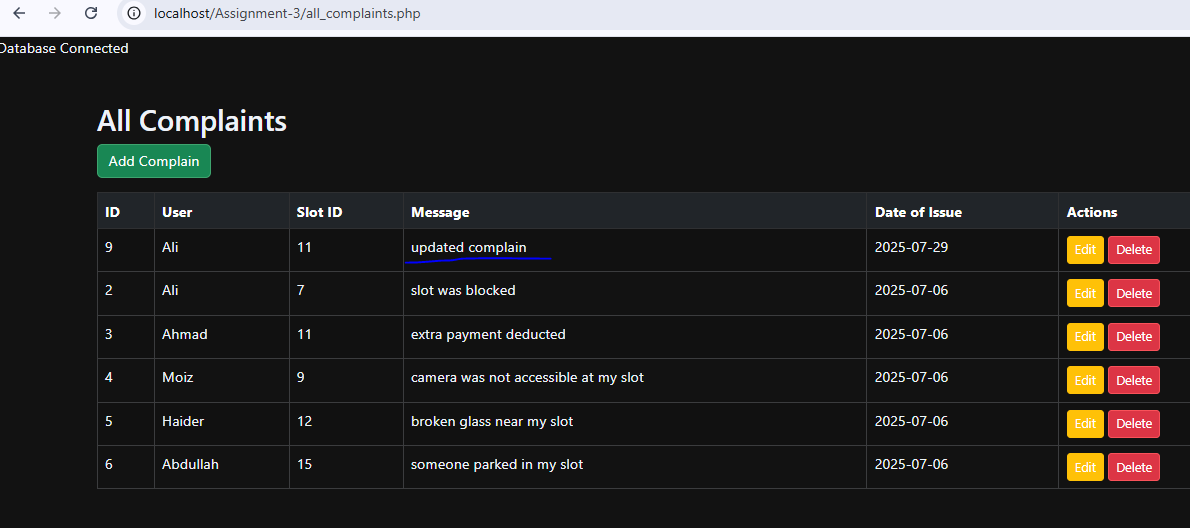 localhost/Assignment-3/all_complaints.php
Database Connected
All Complaints
Add Complain
ID User Slot ID Message Date of Issue Actions
9 Ali 11 updated complain 2025-07-29 Edit Delete
2 Ali 7 slot was blocked 2025-07-06 Edit Delete
3 Ahmad 11 extra payment deducted 2025-07-06 Edit Delete
4 Moiz 9 camera was not accessible at my slot 2025-07-06 Edit Delete
5 Haider 12 broken glass near my slot 2025-07-06 Edit Delete
6 Abdullah 15 someone parked in my slot 2025-07-06 Edit Delete